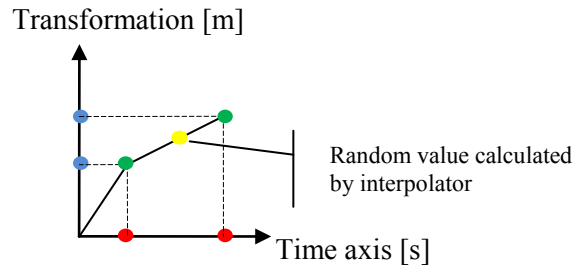 Transformation [m]
Random value calculated
by interpolator
Time axis [s]